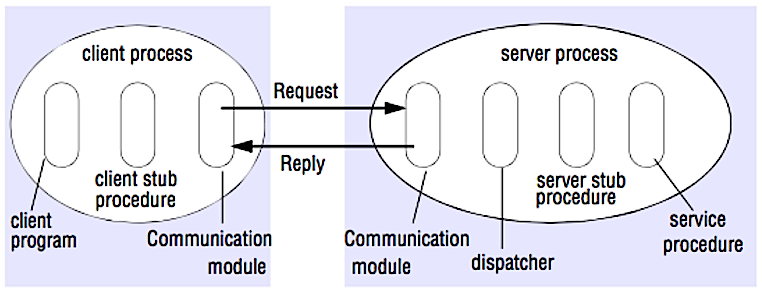 client process
server process
Request
Reply
client stub
procedure
client
program
Communication
module
Communication
module
dispatcher
server stub
procedure
service
procedure